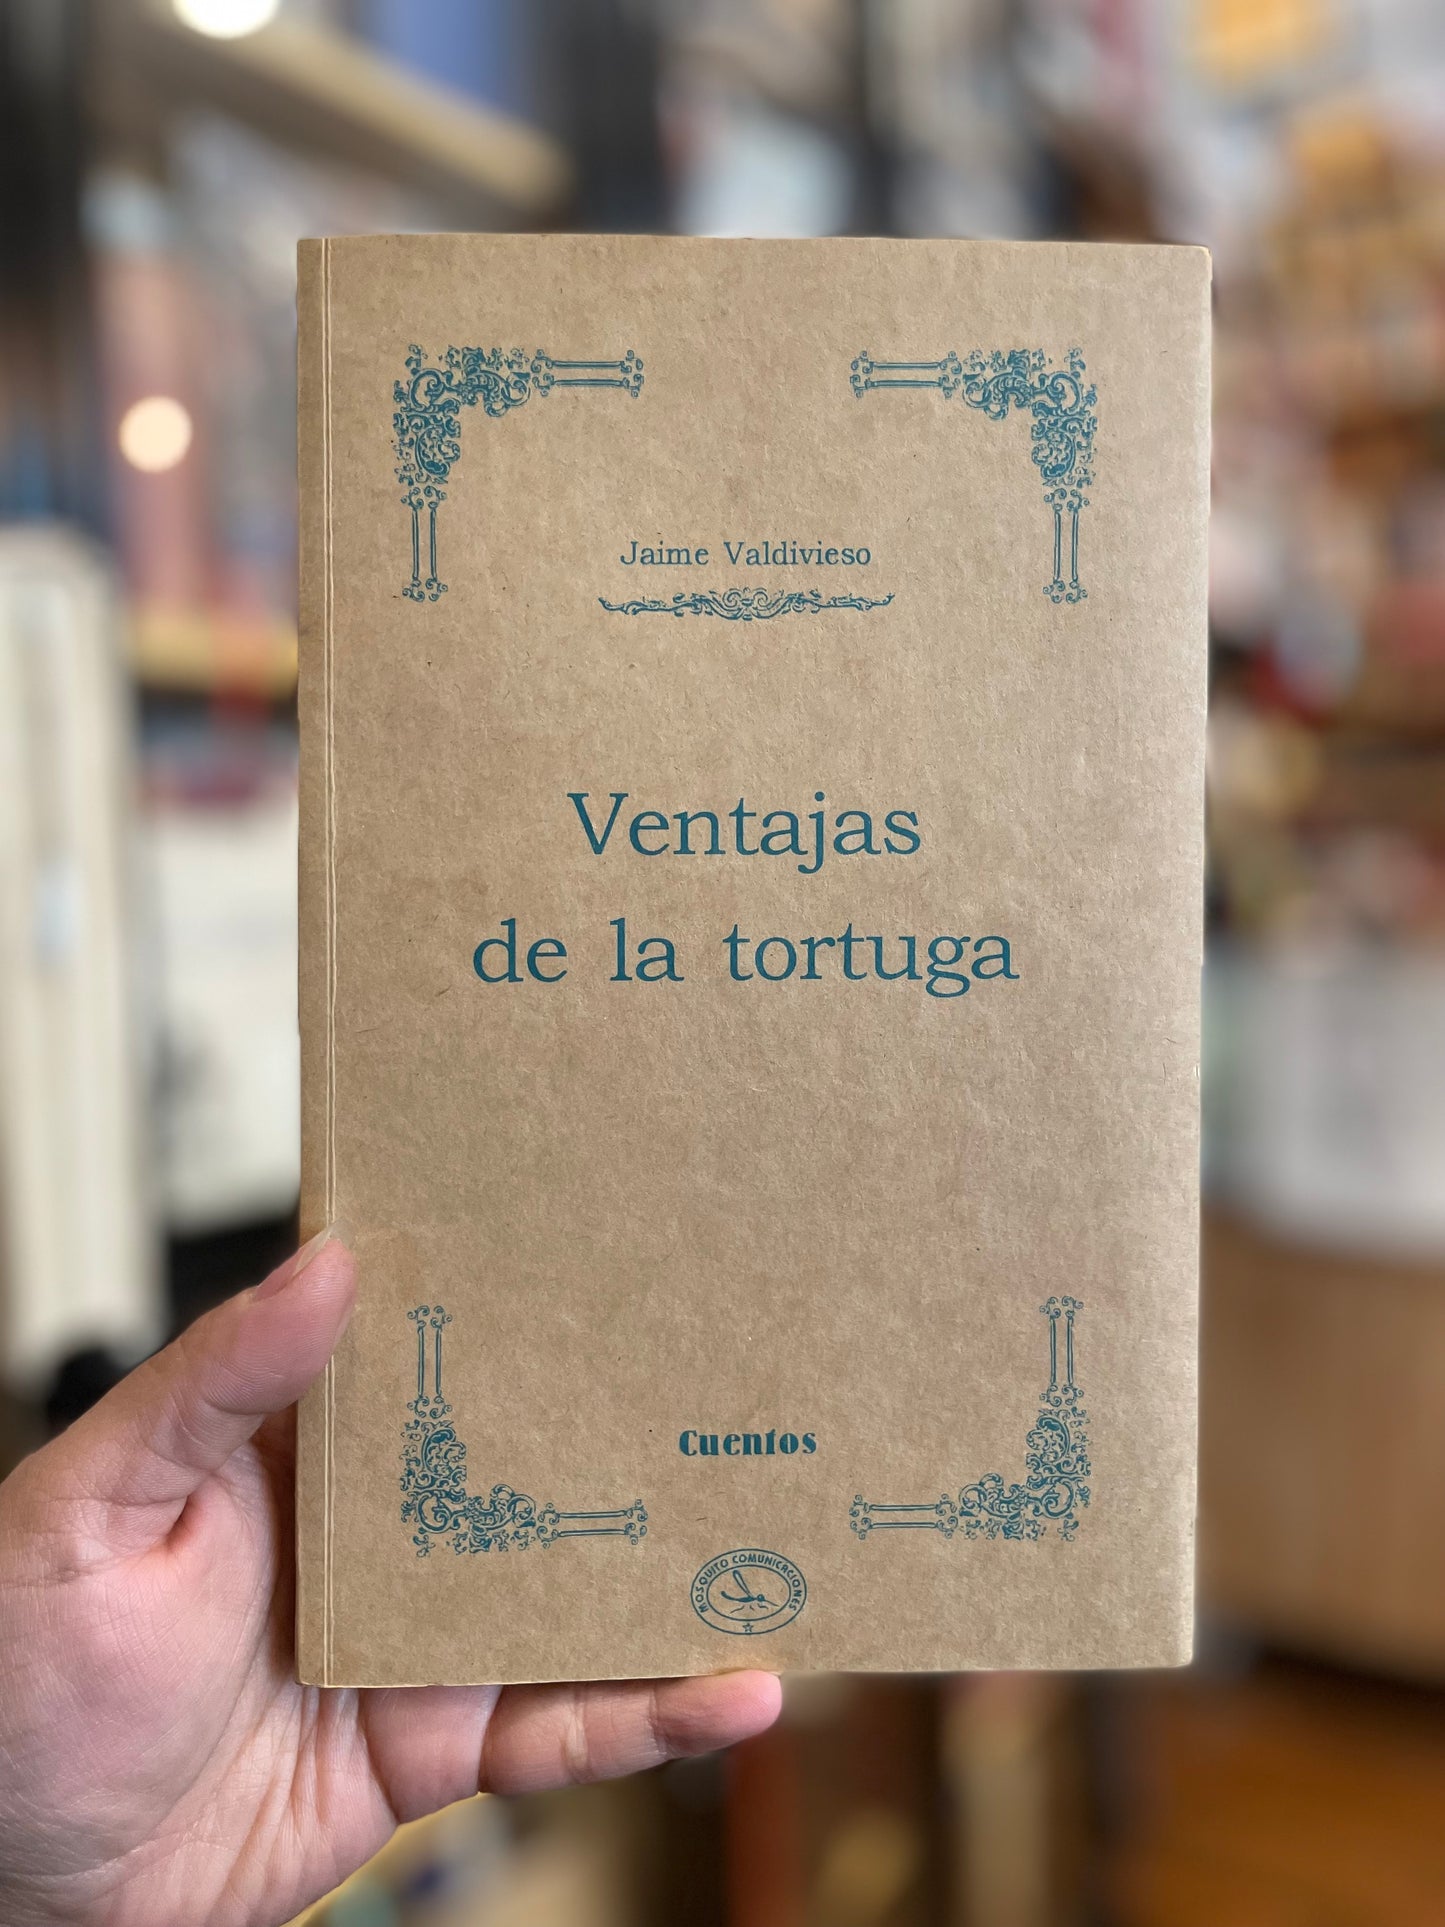 Jaime Valdivieso
Ventajas
de la tortuga
Cuentos
MOSQUITO COMUNICACIONES